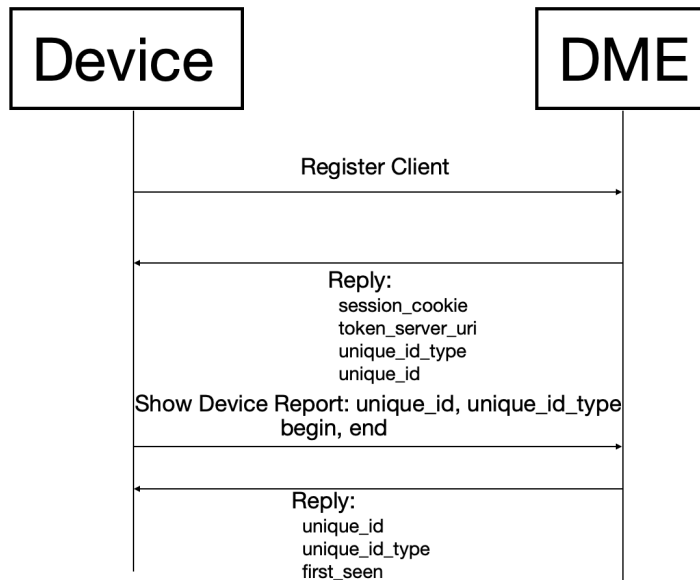 Device
DME
Register Client
Reply:
session_cookie
token_server_uri
unique_id_type
unique_id
Show Device Report: unique_id, unique_id_type
begin, end
Reply:
unique_id
unique_id_type
first_seen